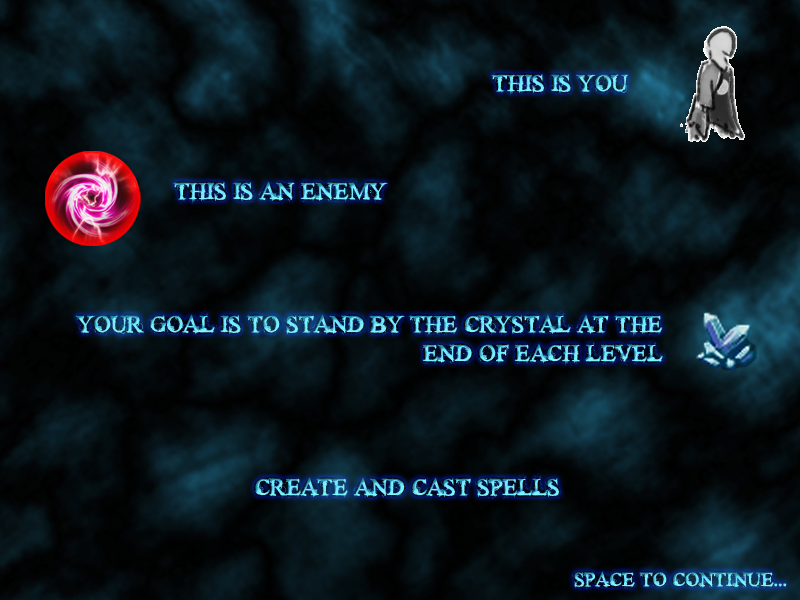 THIS IS YOU
THIS IS AN ENEMY
YOUR GOAL IS TO STAND BY THE CRYSTAL AT THE
END OF EACH LEVEL
CREATE AND CAST SPELLS
SPACE TO CONTINUE...